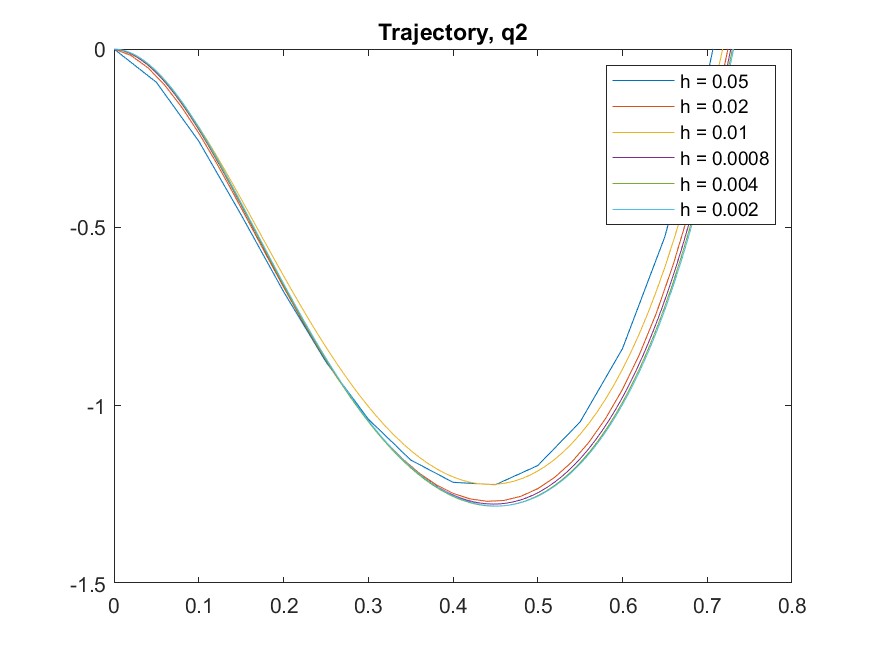 Trajectory, q2
0
-0.5
-1
-1.5
h = 0.05
h = 0.02
h = 0.01
h = 0.0008
h = 0.004
h = 0.002
0 0.1 0.2 0.3 0.4 0.5 0.6 0.7 0.8